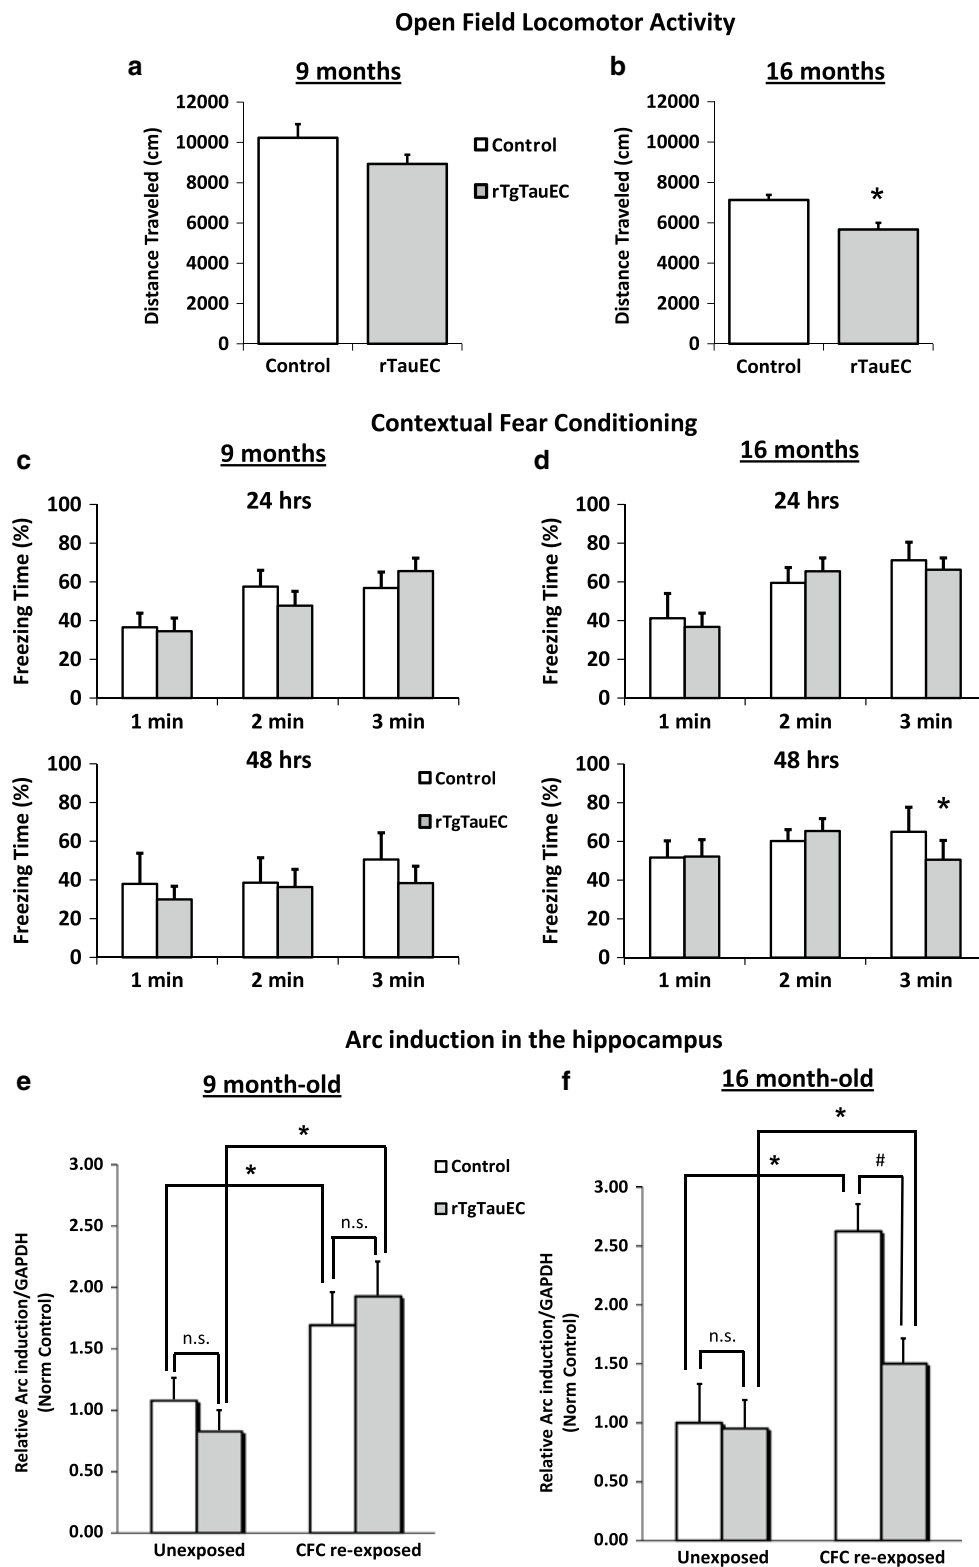 Open Field Locomotor Activity
a
9 months
b
16 months
12000
10000
8000
6000
4000
2000
0
Distance Traveled (cm)
Control
rTauEC
Control
rTgTauEC
12000
10000
8000
6000
4000
2000
0
Distance Traveled (cm)
*
Control
rTauEC
Contextual Fear Conditioning
c
9 months
d
16 months
24 hrs
100
80
60
40
20
0
Freezing Time (%)
1 min
2 min
3 min
24 hrs
100
80
60
40
20
0
Freezing Time (%)
1 min
2 min
3 min
48 hrs
100
80
60
40
20
0
Freezing Time (%)
Control
rTgTauEC
1 min
2 min
3 min
48 hrs
100
80
60
40
20
0
Freezing Time (%)
*
1 min
2 min
3 min
Arc induction in the hippocampus
e
9 month-old
f
16 month-old
3.00
2.50
2.00
1.50
1.00
0.50
0.00
Relative Arc induction/GAPDH
(Norm Control)
*
*
n.s.
n.s.
Unexposed
CFC re-exposed
Control
rTgTauEC
3.00
2.50
2.00
1.50
1.00
0.50
0.00
Relative Arc induction/GAPDH
(Norm Control)
*
*
#
n.s.
Unexposed
CFC re-exposed